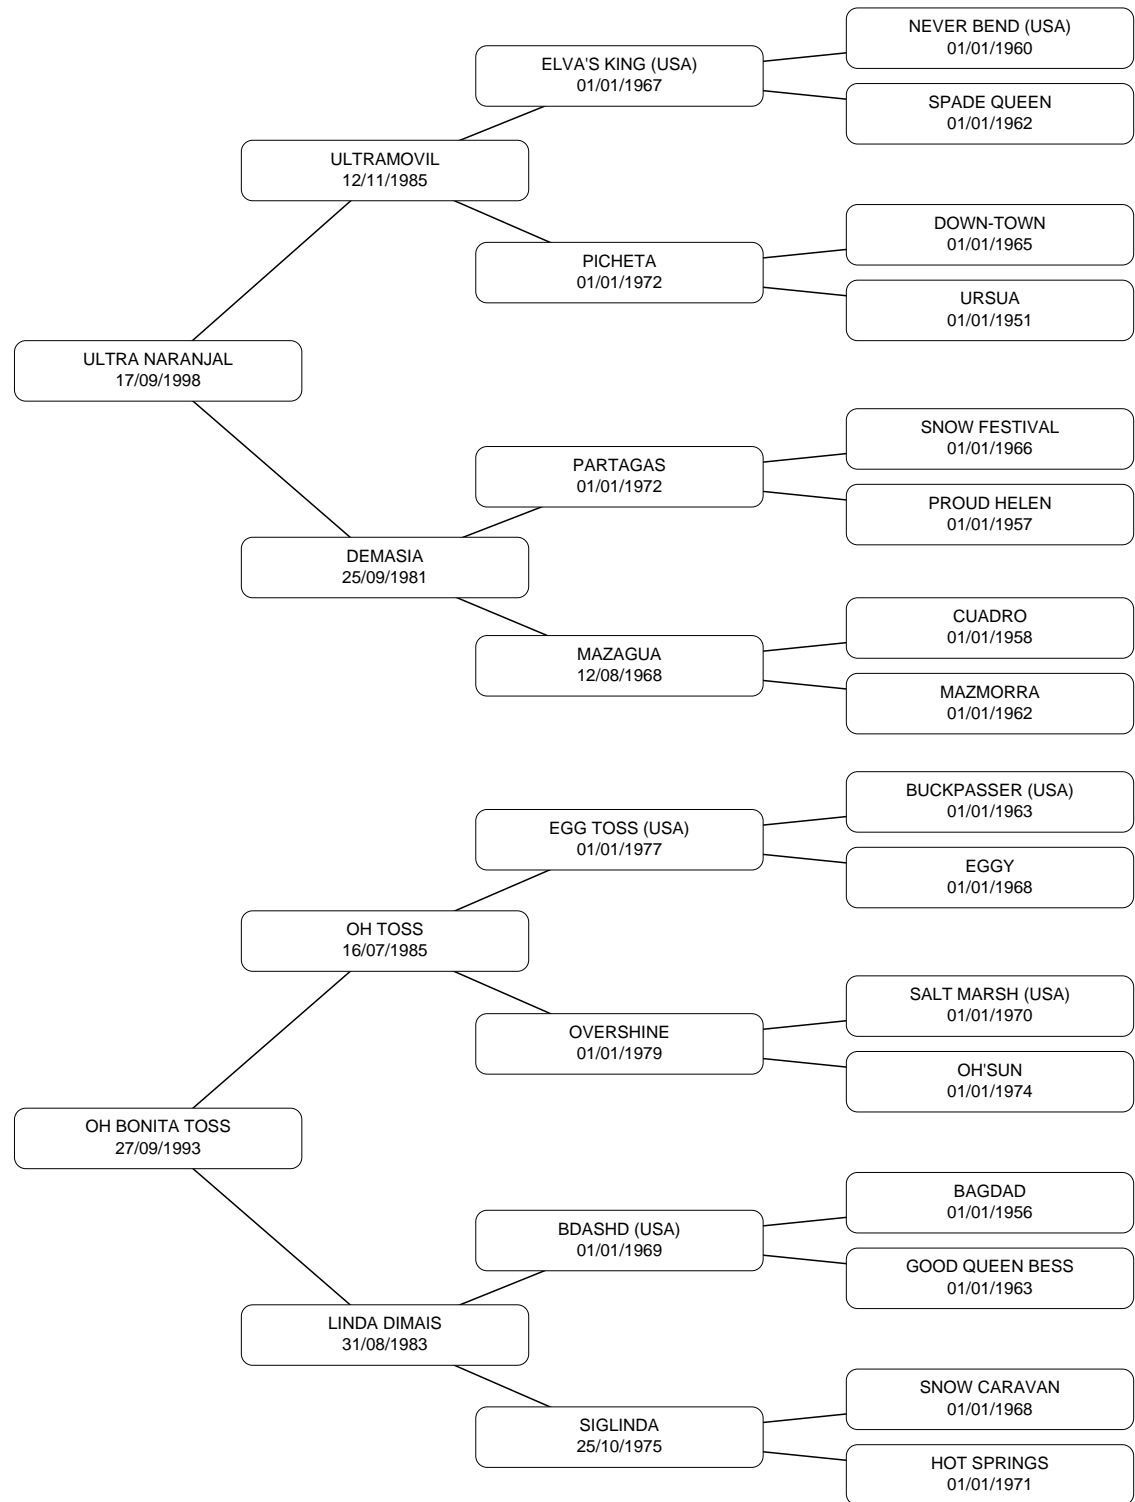 NEVER BEND (USA)
01/01/1960
ELVA'S KING (USA)
01/01/1967
SPADE QUEEN
01/01/1962
ULTRAMOVIL
12/11/1985
DOWN-TOWN
01/01/1965
PICHETA
01/01/1972
URSUA
01/01/1951
ULTRA NARANJAL
17/09/1998
SNOW FESTIVAL
01/01/1966
PARTAGAS
01/01/1972
PROUD HELEN
01/01/1957
DEMASIA
25/09/1981
CUADRO
01/01/1958
MAZAGUA
12/08/1968
MAZMORRA
01/01/1962
BUCKPASSER (USA)
01/01/1963
EGG TOSS (USA)
01/01/1977
EGGY
01/01/1968
OH TOSS
16/07/1985
SALT MARSH (USA)
01/01/1970
OVERSHINE
01/01/1979
OH'SUN
01/01/1974
OH BONITA TOSS
27/09/1993
BAGDAD
01/01/1956
BDASHD (USA)
01/01/1969
GOOD QUEEN BESS
01/01/1963
LINDA DIMAIS
31/08/1983
SNOW CARAVAN
01/01/1968
SIGLINDA
25/10/1975
HOT SPRINGS
01/01/1971